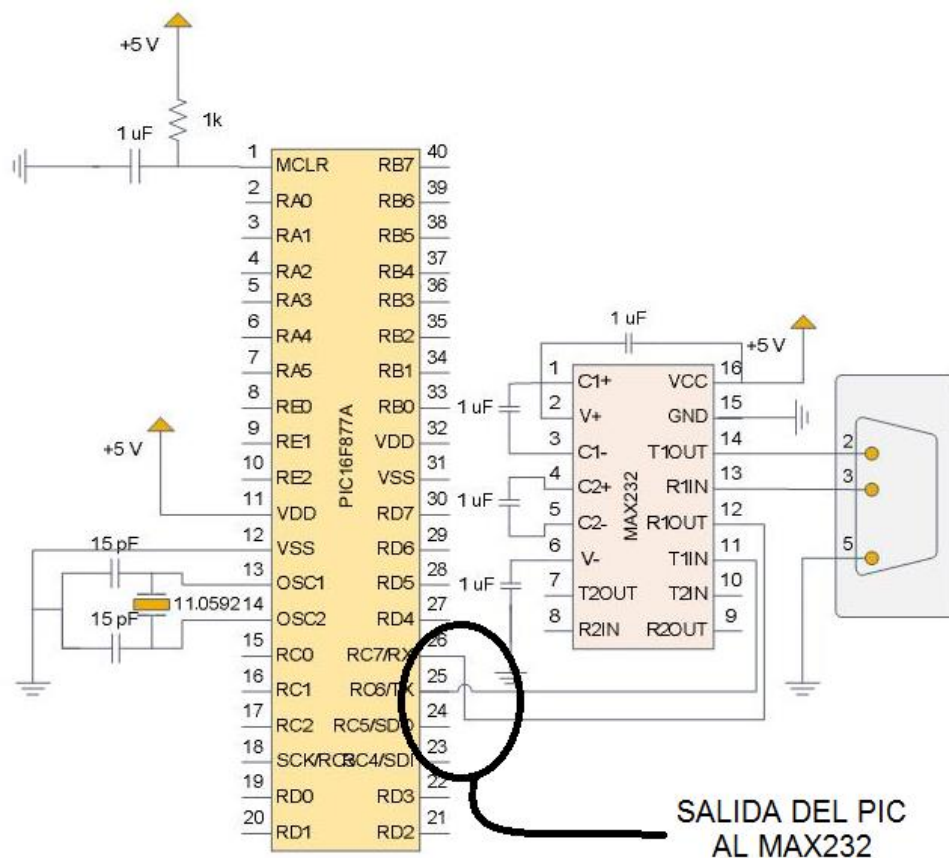 +5 V
1k
1 uF
PIC16F877A
1 MCLR
2 RA0
3 RA1
4 RA2
5 RA3
6 RA4
7 RA5
8 RE0
9 RE1
10 RE2
11 VDD
12 VSS
13 OSC1
14 OSC2
15 RC0
16 RC1
17 RC2
18 SCK/RC3
19 RD0
20 RD1
RB7 40
RB6 39
RB5 38
RB4 37
RB3 36
RB2 35
RB1 34
RB0 33
VDD 32
VSS 31
RD7 30
RD6 29
RD5 28
RD4 27
RC7/RX 26
RC6/TX 25
RC5/SDO 24
RC4/SDI 23
RD3 22
RD2 21
+5 V
15 pF
11.0592
15 pF
1 uF
+5 V
1 uF
1 uF
1 uF
MAX232
1 C1+
2 V+
3 C1-
4 C2+
5 C2-
6 V-
7 T2OUT
8 R2IN
VCC 16
GND 15
T1OUT 14
R1IN 13
R1OUT 12
T1IN 11
T2IN 10
R2OUT 9
2
3
5
SALIDA DEL PIC
AL MAX232